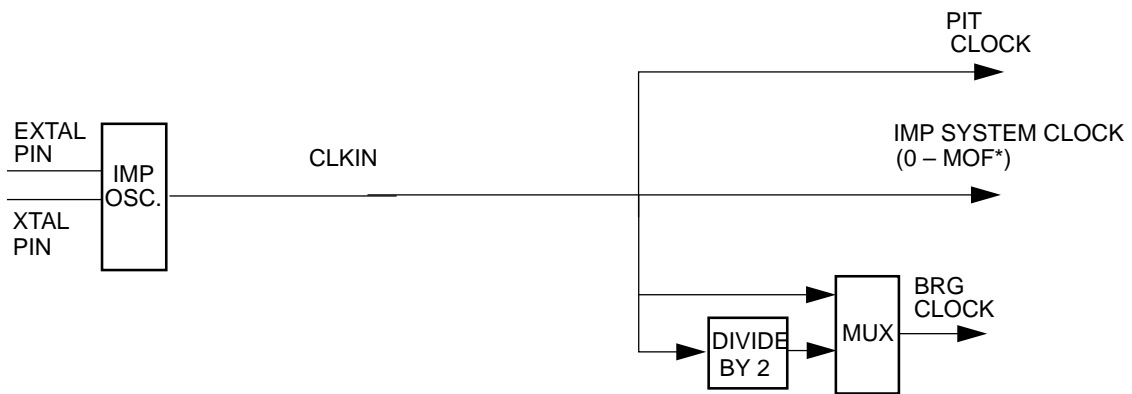 PIT
CLOCK
EXTAL
PIN
IMP
OSC.
XTAL
PIN
CLKIN
IMP SYSTEM CLOCK
(0 – MOF*)
BRG
CLOCK
MUX
DIVIDE
BY 2